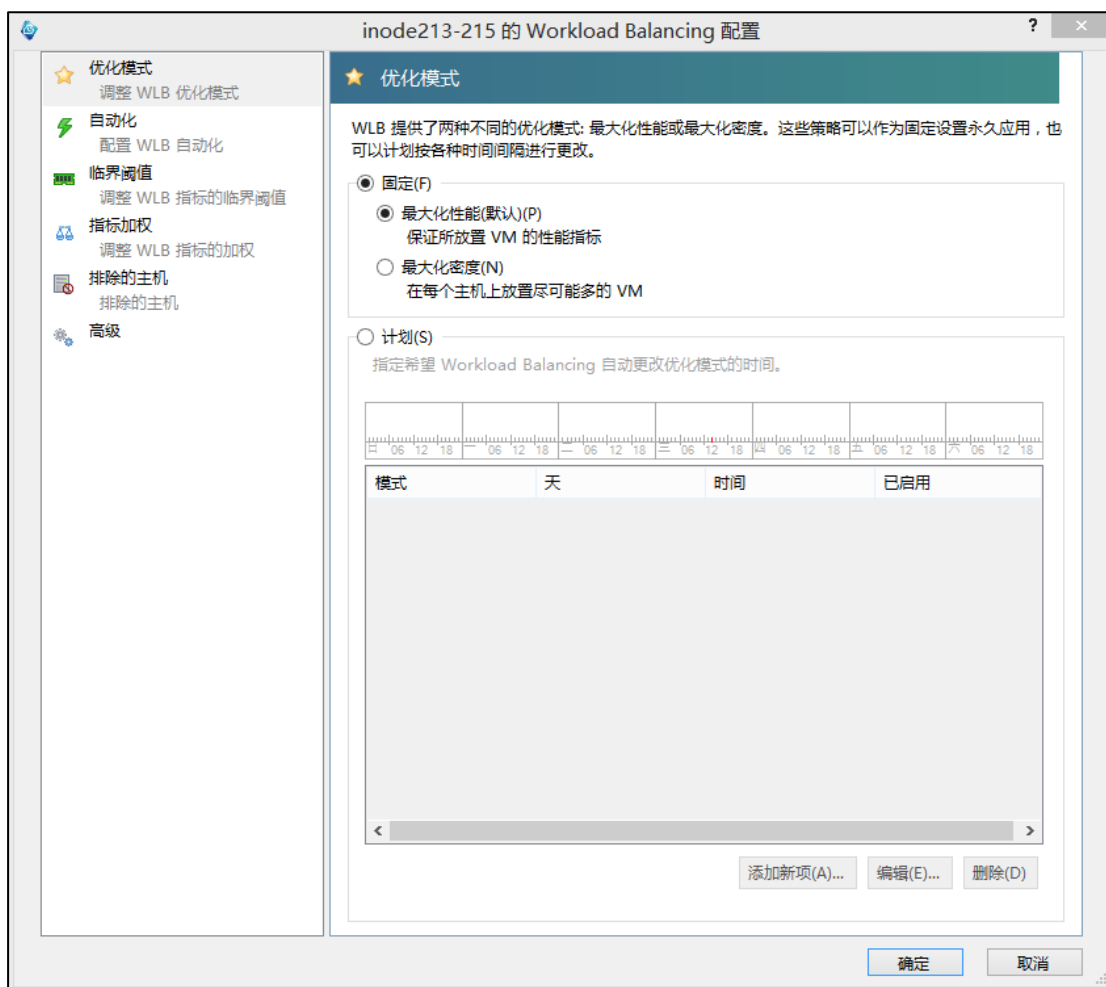 inode213-215 的 Workload Balancing 配置
?
优化模式
调整 WLB 优化模式
自动化
配置 WLB 自动化
临界阈值
调整 WLB 指标的临界阈值
指标加权
调整 WLB 指标的加权
排除的主机
排除的主机
高级
优化模式
WLB 提供了两种不同的优化模式: 最大化性能或最大化密度。这些策略可以作为固定设置永久应用，也
可以计划按各种时间间隔进行更改。
固定(F)
最大化性能(默认)(P)
保证所放置 VM 的性能指标
最大化密度(N)
在每个主机上放置尽可能多的 VM
计划(S)
指定希望 Workload Balancing 自动更改优化模式的时间。
日 06 12 18 一 06 12 18 二 06 12 18 三 06 12 18 四 06 12 18 五 06 12 18 六 06 12 18
模式 天 时间 已启用
添加新项(A)... 编辑(E)... 删除(D)
确定 取消